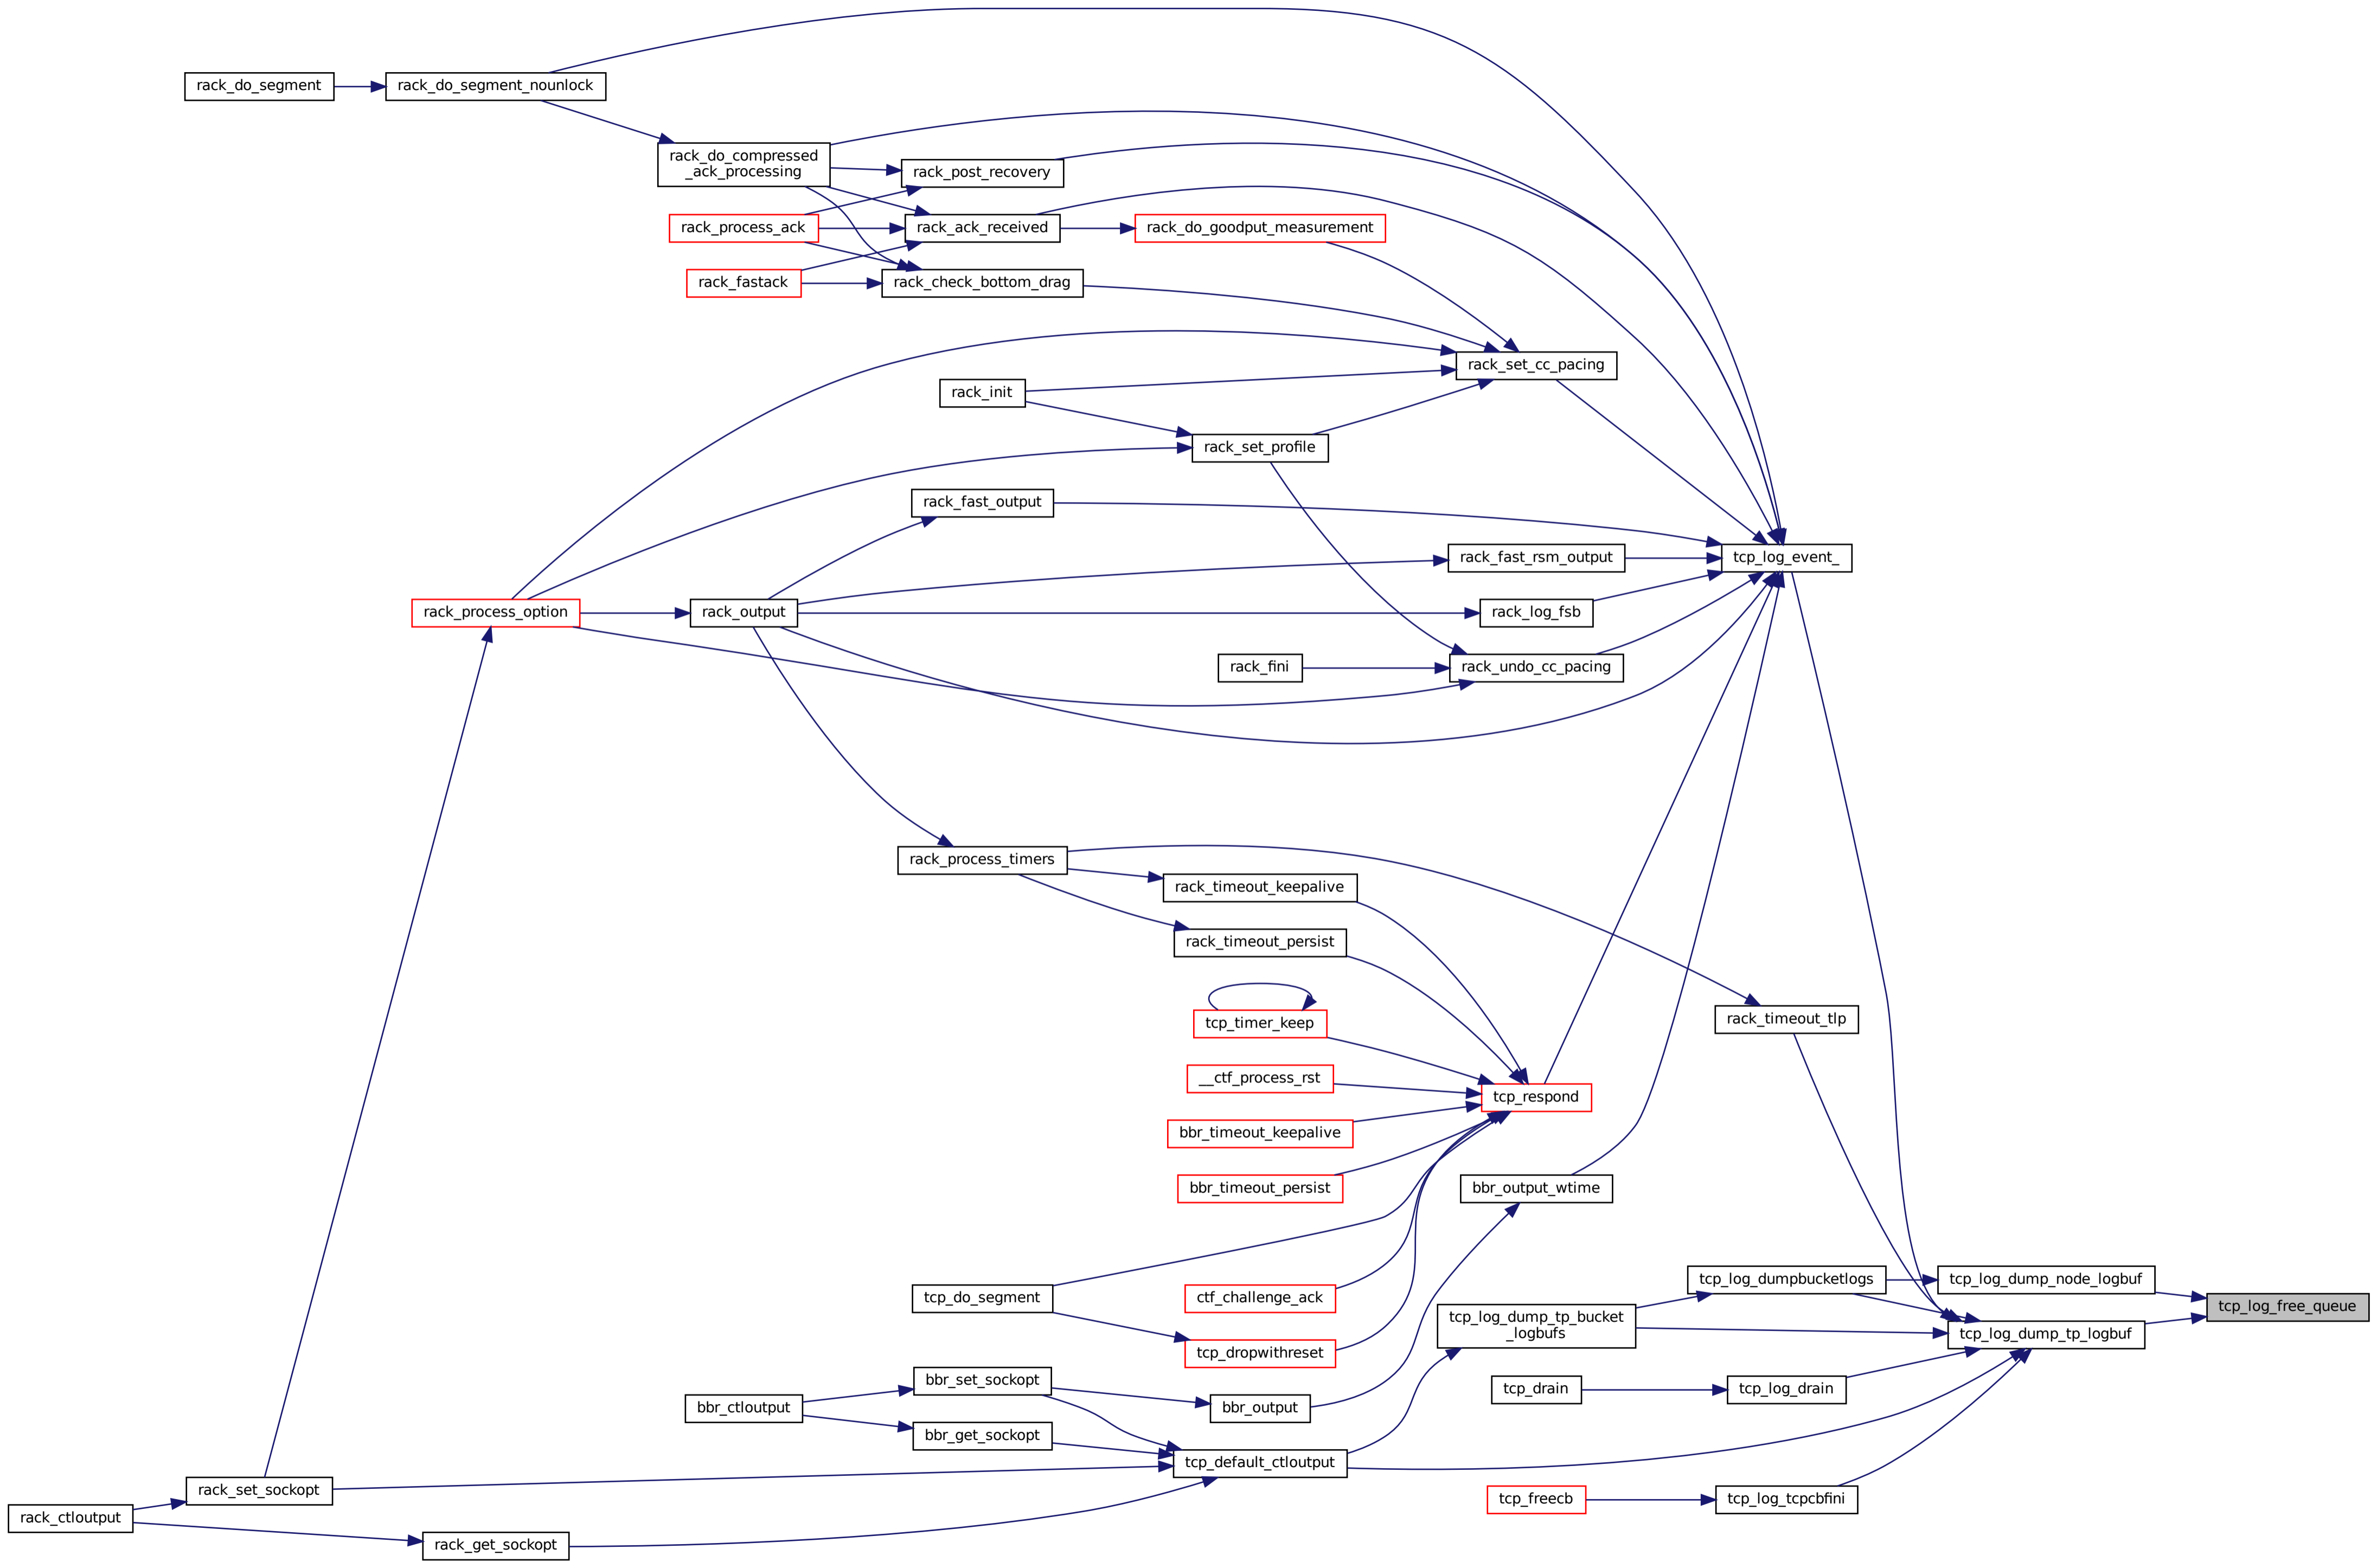 rack_do_segment
rack_do_segment_nounlock
rack_do_compressed
_ack_processing
rack_post_recovery
rack_process_ack
rack_ack_received
rack_do_goodput_measurement
rack_fastack
rack_check_bottom_drag
rack_set_cc_pacing
rack_init
rack_set_profile
rack_fast_output
rack_fast_rsm_output
tcp_log_event_
rack_process_option
rack_output
rack_log_fsb
rack_fini
rack_undo_cc_pacing
rack_process_timers
rack_timeout_keepalive
rack_timeout_persist
tcp_timer_keep
rack_timeout_tlp
__ctf_process_rst
tcp_respond
bbr_timeout_keepalive
bbr_timeout_persist
bbr_output_wtime
tcp_do_segment
ctf_challenge_ack
tcp_log_dumpbucketlogs
tcp_log_dump_node_logbuf
tcp_log_free_queue
tcp_log_dump_tp_bucket
_logbufs
tcp_log_dump_tp_logbuf
tcp_dropwithreset
bbr_set_sockopt
tcp_drain
tcp_log_drain
bbr_ctloutput
bbr_output
bbr_get_sockopt
tcp_default_ctloutput
rack_set_sockopt
tcp_freecb
tcp_log_tcpcbfini
rack_ctloutput
rack_get_sockopt